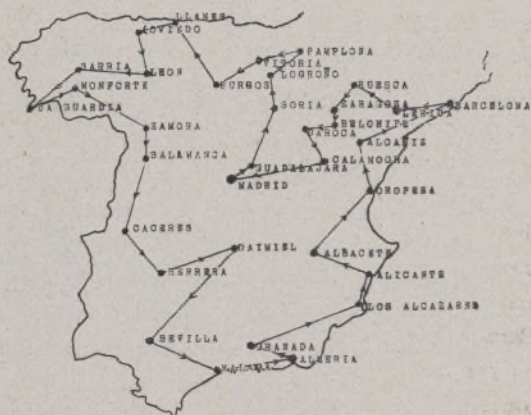 LLANES
OVIEDO
PAMPLONA
VITORIA
LOGROÑO
SARRIA
LEON
BURGOS
HUESCA
MONFORTE
LA GUARDIA
SORIA
ZARAGOZA
BARCELONA
LERIDA
BELCHITE
DAROCA
ZAMORA
ALCAÑIZ
SALAMANCA
CALAMOCHA
GUADALAJARA
MADRID
OROPESA
CACERES
DAIMIEL
ALBACETE
HERRERA
ALICANTE
LOS ALCAZARES
SEVILLA
GRANADA
ALMERIA
MALAGA